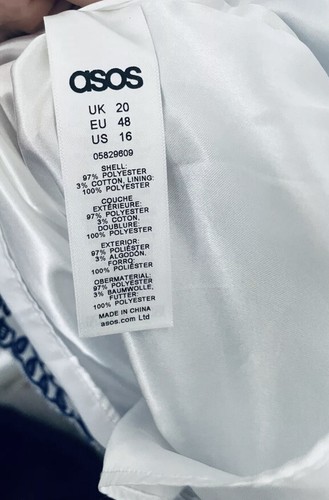 asos
UK 20
EU 48
US 16
05829609
SHELL:
97% POLYESTER
3% COTTON, LINING:
100% POLYESTER
COUCHE
EXTÉRIEURE:
97% POLYESTER
3% COTON,
DOUBLURE:
100% POLYESTER
EXTERIOR:
97% POLIÉSTER
3% ALGODÓN,
FORRO:
100% POLIÉSTER
OBERMATERIAL:
97% POLYESTER
3% BAUMWOLLE,
FUTTER:
100% POLYESTER
MADE IN CHINA
asos.com Ltd